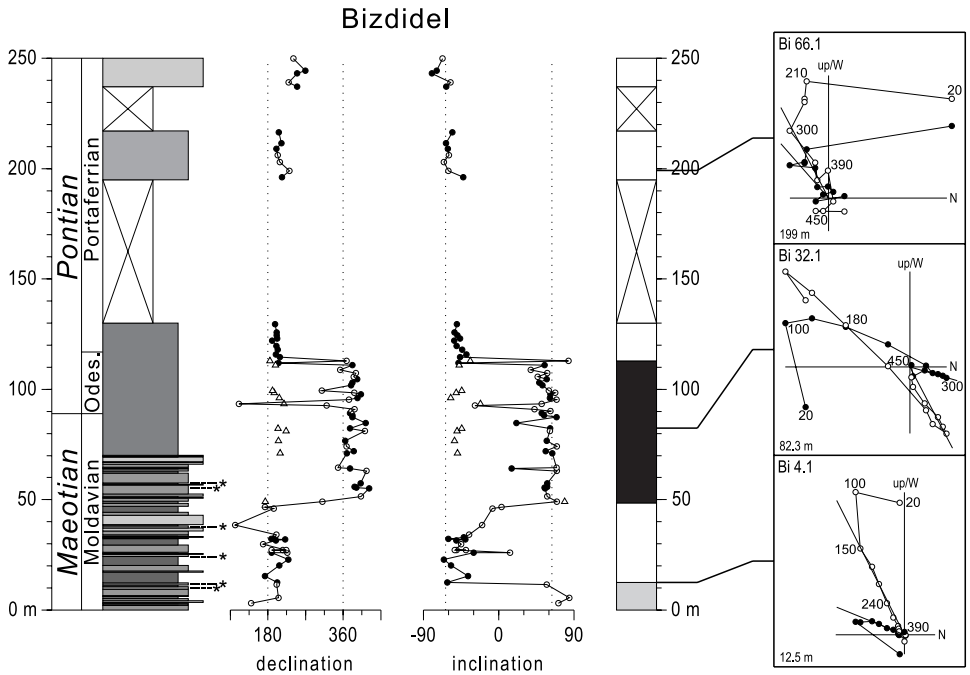 Bizdidel
250
200
150
100
50
0 m
Pontian
Portaferrian
Odes.
Maeotian
Moldavian
*
*
*
*
*
*
180
360
declination
-90
0
90
inclination
250
200
150
100
50
0 m
Bi 66.1
up/W
210
20
300
390
N
450
199 m
Bi 32.1
up/W
180
100
450
N
300
20
82.3 m
Bi 4.1
up/W
100
20
150
240
390
N
12.5 m